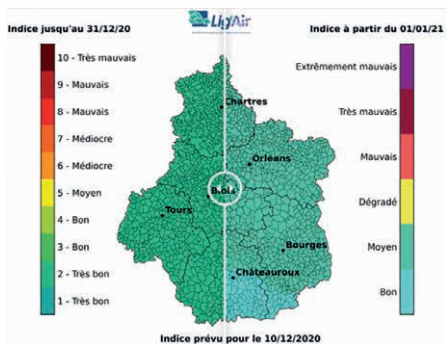 Lig'Air
Indice jusqu'au 31/12/20
Indice à partir du 01/01/21
10 - Très mauvais
9 - Mauvais
8 - Mauvais
7 - Médiocre
6 - Médiocre
5 - Moyen
4 - Bon
3 - Bon
2 - Très bon
1 - Très bon
Chartres
Orléans
Blois
Tours
Bourges
Châteauroux
Extrêmement mauvais
Très mauvais
Mauvais
Dégradé
Moyen
Bon
Indice prévu pour le 10/12/2020